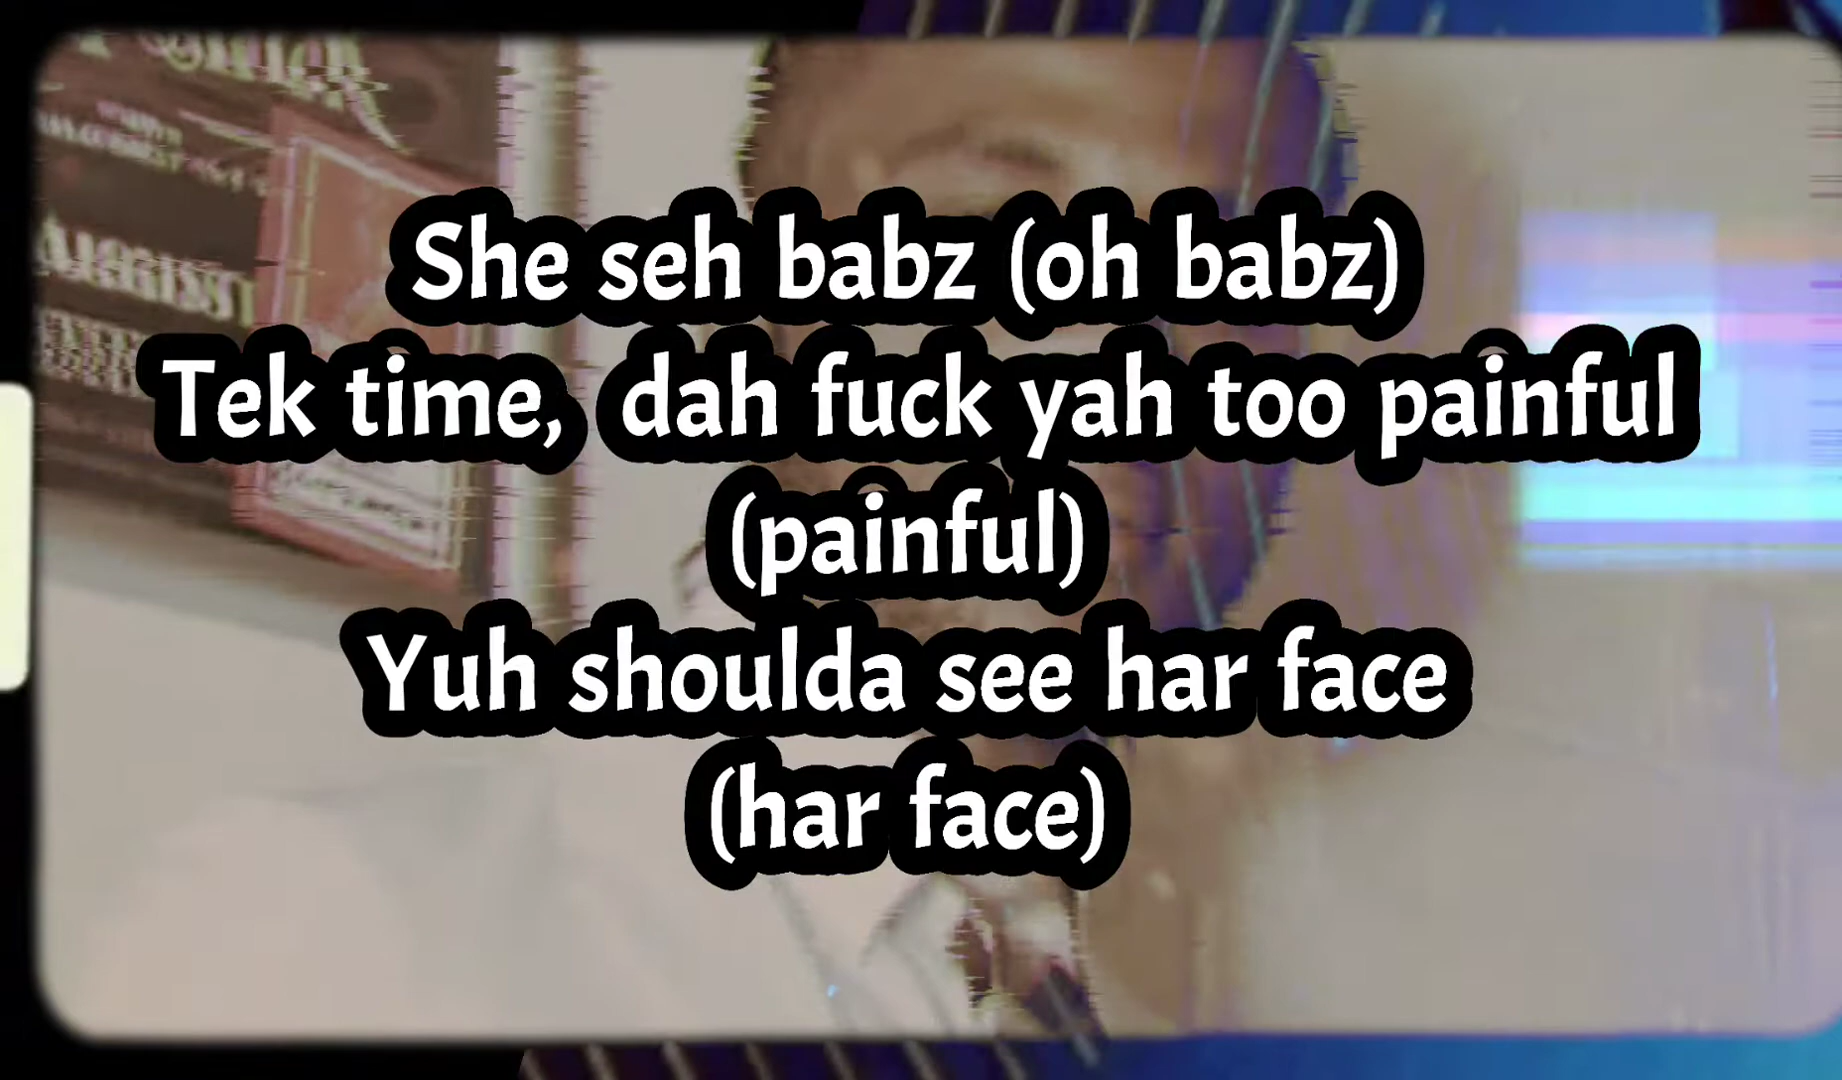 She seh babz (oh babz)
Tek time,  dah fuck yah too painful
(painful)
Yuh shoulda see har face
(har face)